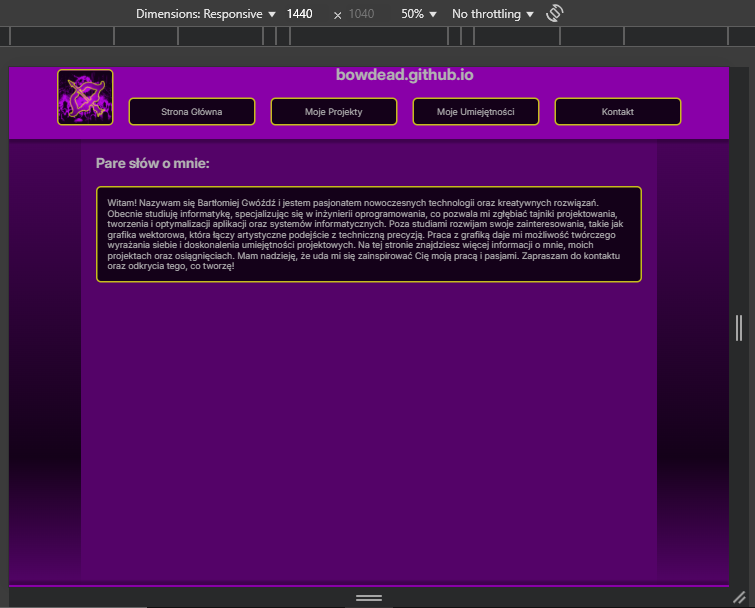 Dimensions: Responsive 1440 × 1040 50% No throttling
bowdead.github.io
Strona Główna Moje Projekty Moje Umiejętności Kontakt
Pare słów o mnie:
Witam! Nazywam się Bartłomiej Gwóźdź i jestem pasjonatem nowoczesnych technologii oraz kreatywnych rozwiązań.
Obecnie studiuję informatykę, specjalizując się w inżynierii oprogramowania, co pozwala mi zgłębiać tajniki projektowania,
tworzenia i optymalizacji aplikacji oraz systemów informatycznych. Poza studiami rozwijam swoje zainteresowania, takie jak
grafika wektorowa, która łączy artystyczne podejście z techniczną precyzją. Praca z grafiką daje mi możliwość twórczego
wyrażania siebie i doskonalenia umiejętności projektowych. Na tej stronie znajdziesz więcej informacji o mnie, moich
projektach oraz osiągnięciach. Mam nadzieję, że uda mi się zainspirować Cię moją pracą i pasjami. Zapraszam do kontaktu
oraz odkrycia tego, co tworzę!